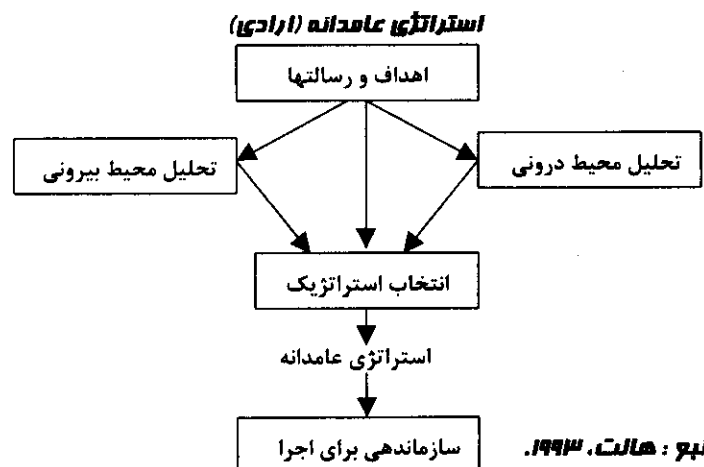 استراتژی عامدانه (ارادی)
اهداف و رسالتها
تحلیل محیط درونی
تحلیل محیط بیرونی
انتخاب استراتژیک
استراتژی عامدانه
سازماندهی برای اجرا
نبع : هالت، ۱۹۹۳.